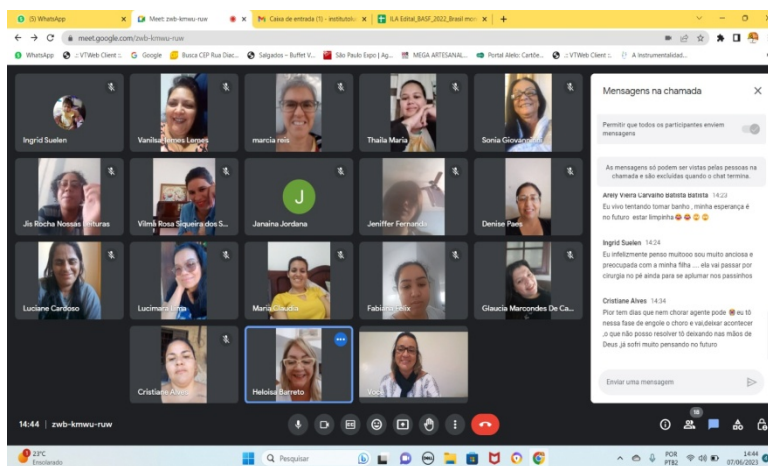 (5) WhatsApp
Meet: zwb-kmwu-ruw
Caixa de entrada (1) - institutolu
ILA Edital_BASF_2022_Brasil mo
meet.google.com/zwb-kmwu-ruw
WhatsApp
:: VTWeb Client ::
Google
Busca CEP Rua Diac...
Salgados – Buffet V...
São Paulo Expo | Ag...
MEGA ARTESANAL...
Portal Alelo: Cartõe...
:: VTWeb Client ::
A instrumentalidad...
Ingrid Suelen
Vanilsa Lemes Lemes
marcia reis
Thaila Maria
Sonia Giovannetti
Jis Rocha Nossas Leituras
Vilma Rosa Siqueira dos S...
J
Janaina Jordana
Jeniffer Fernanda
Denise Paes
Luciane Cardoso
Lucimara Lima
Maria Claudia
Fabiana Felix
Glaucia Marcondes De Ca...
Cristiane Alves
Heloisa Barreto
Você
Mensagens na chamada
Permitir que todos os participantes enviem
mensagens
As mensagens só podem ser vistas pelas pessoas na
chamada e são excluídas quando o chat termina.
Arely Vieira Carvalho Batista Batista 14:23
Eu vivo tentando tomar banho , minha esperança é
no futuro estar limpinha
Ingrid Suelen 14:24
Eu infelizmente penso muitooo sou muito anciosa e
preocupada com a minha filha .... ela vai passar por
cirurgia no pé ainda para se aplumar nos passinhos
Cristiane Alves 14:34
Pior tem dias que nem chorar agente pode eu tô
nessa fase de engole o choro e vai,deixar acontecer
,o que não posso resolver tô deixando nas mãos de
Deus ,já sofri muito pensando no futuro
Enviar uma mensagem
14:44 | zwb-kmwu-ruw
18
23°C
Ensolarado
Pesquisar
POR
PTB2
14:44
07/06/2023